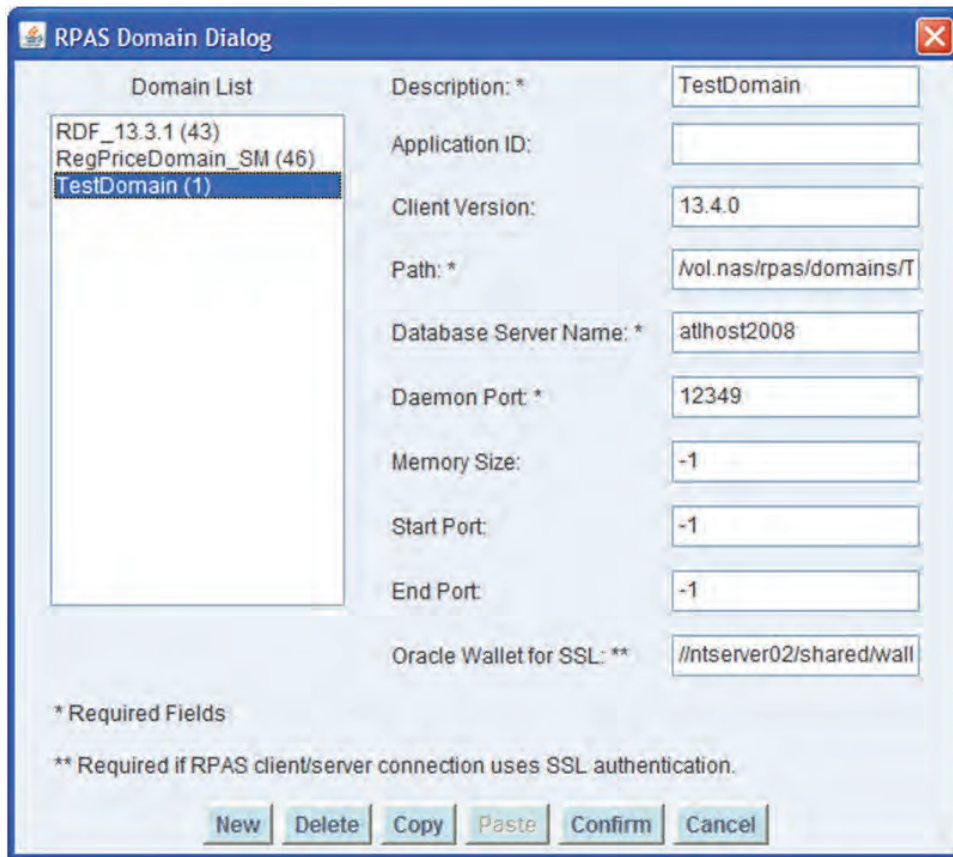 RPAS Domain Dialog
Domain List
RDF_13.3.1 (43)
RegPriceDomain_SM (46)
TestDomain (1)
Description: * TestDomain
Application ID:
Client Version: 13.4.0
Path: * /vol.nas/rpas/domains/T
Database Server Name: * atlhost2008
Daemon Port: * 12349
Memory Size: -1
Start Port: -1
End Port: -1
Oracle Wallet for SSL: ** //ntserver02/shared/wall
* Required Fields
** Required if RPAS client/server connection uses SSL authentication.
New Delete Copy Paste Confirm Cancel